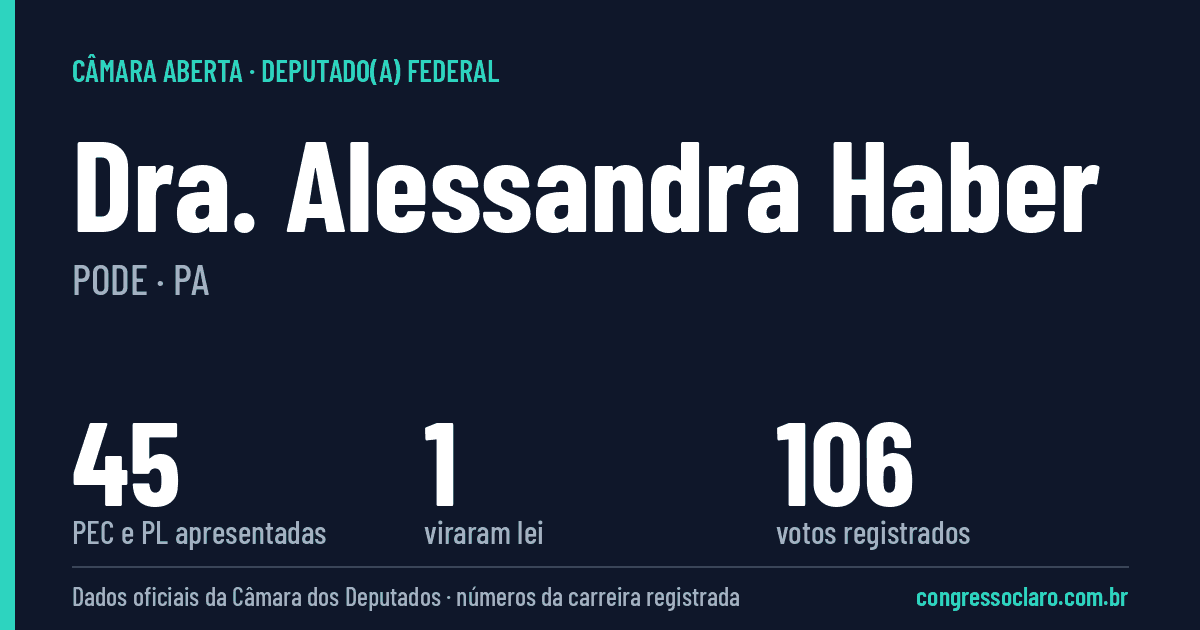 CÂMARA ABERTA · DEPUTADO(A) FEDERAL
Dra. Alessandra Haber
PODE · PA
45 1 106
PEC e PL apresentadas viraram lei votos registrados
Dados oficiais da Câmara dos Deputados · números da carreira registrada congressoclaro.com.br